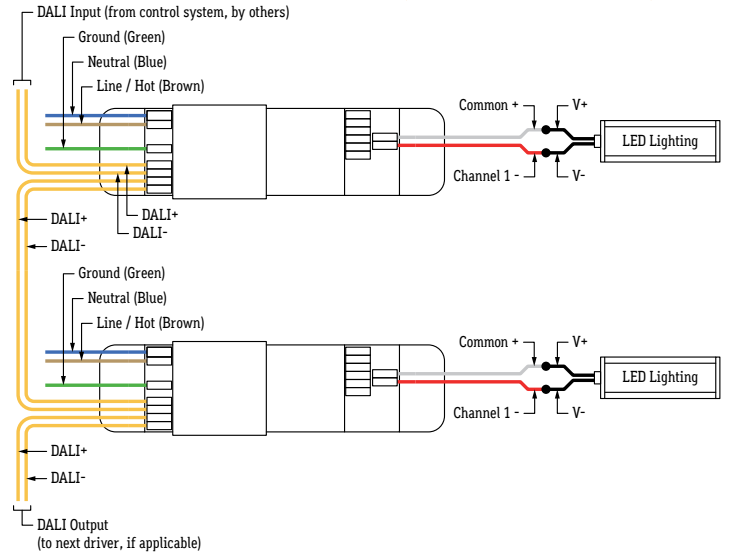 DALI Input (from control system, by others)
Ground (Green)
Neutral (Blue)
Line / Hot (Brown)
Common +
V+
LED Lighting
Channel 1 -
V-
DALI+
DALI-
DALI+
DALI-
Ground (Green)
Neutral (Blue)
Line / Hot (Brown)
Common +
V+
LED Lighting
Channel 1 -
V-
DALI+
DALI-
DALI Output
(to next driver, if applicable)